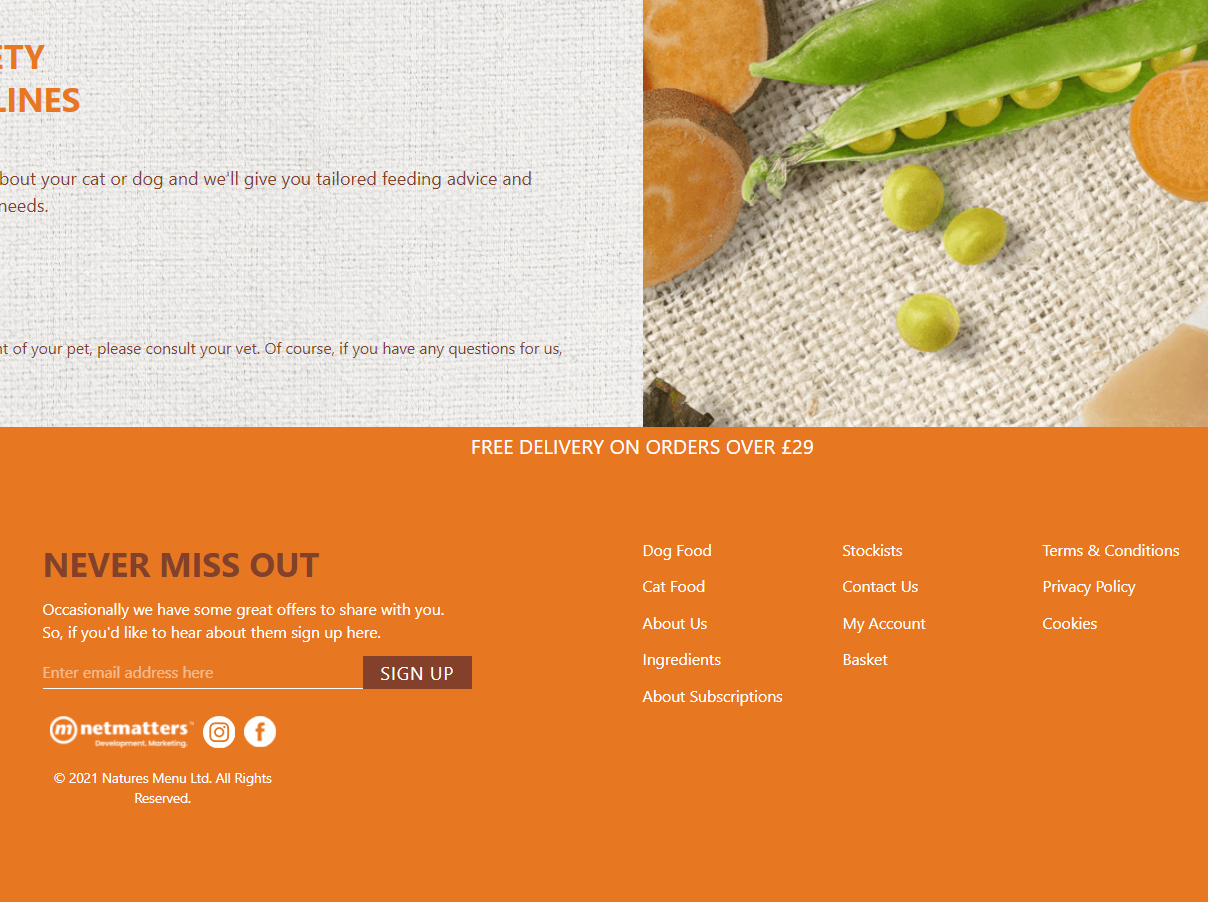 ETY
LINES
bout your cat or dog and we'll give you tailored feeding advice and
needs.
of your pet, please consult your vet. Of course, if you have any questions for us,
FREE DELIVERY ON ORDERS OVER £29
NEVER MISS OUT
Occasionally we have some great offers to share with you.
So, if you'd like to hear about them sign up here.
Enter email address here
SIGN UP
m netmatters™
Development. Marketing.
© 2021 Natures Menu Ltd. All Rights
Reserved.
Dog Food
Cat Food
About Us
Ingredients
About Subscriptions
Stockists
Contact Us
My Account
Basket
Terms & Conditions
Privacy Policy
Cookies